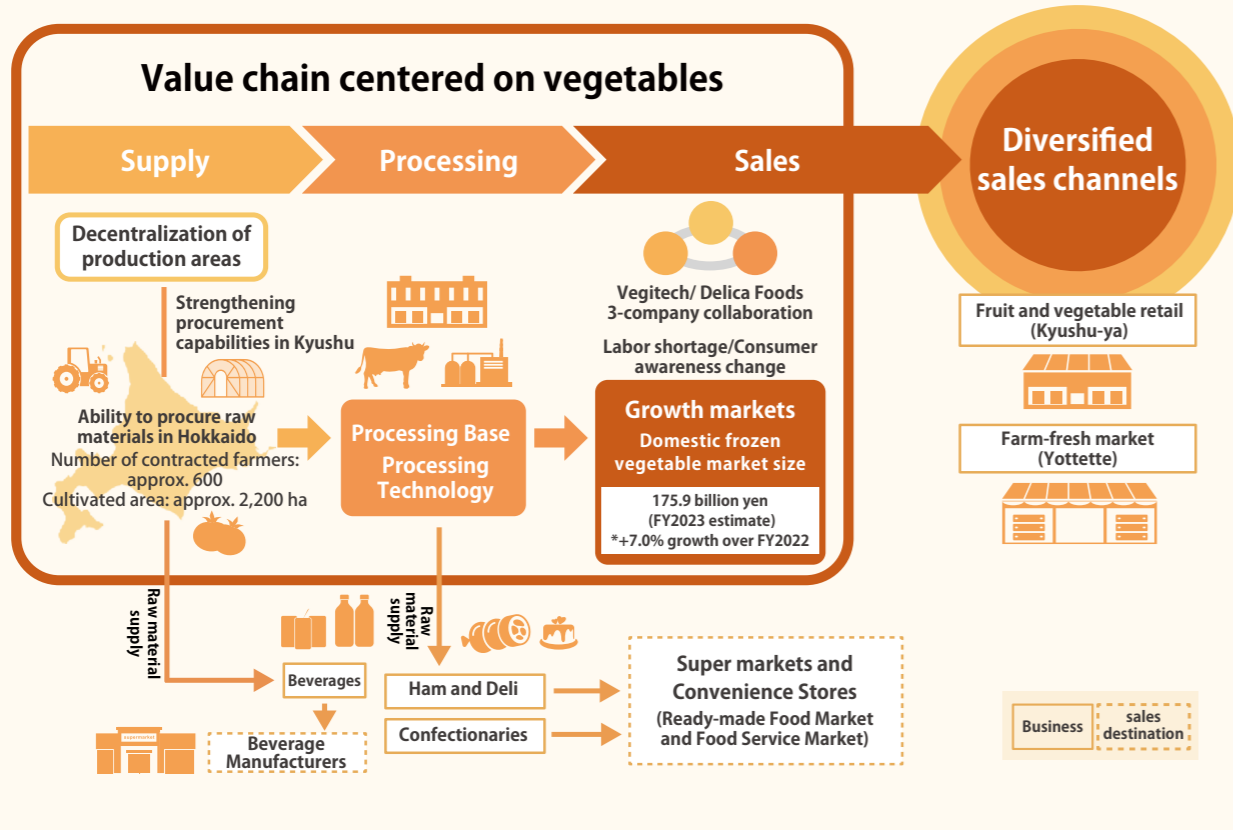 Value chain centered on vegetables
Supply
Processing
Sales
Diversified
sales channels
Decentralization of
production areas
Strengthening
procurement
capabilities in Kyushu
Ability to procure raw
materials in Hokkaido
Number of contracted farmers:
approx. 600
Cultivated area: approx. 2,200 ha
Processing Base
Processing
Technology
Vegitech/ Delica Foods
3-company collaboration
Labor shortage/Consumer
awareness change
Growth markets
Domestic frozen
vegetable market size
175.9 billion yen
(FY2023 estimate)
*+7.0% growth over FY2022
Fruit and vegetable retail
(Kyushu-ya)
Farm-fresh market
(Yottette)
Raw material
supply
Raw
material
supply
Beverages
supermarket
Beverage
Manufacturers
Ham and Deli
Confectionaries
Super markets and
Convenience Stores
(Ready-made Food Market
and Food Service Market)
Business
sales
destination